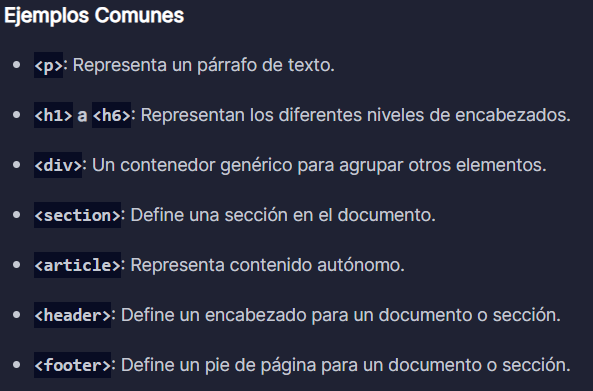 Ejemplos Comunes
• <p>: Representa un párrafo de texto.
• <h1> a <h6>: Representan los diferentes niveles de encabezados.
• <div>: Un contenedor genérico para agrupar otros elementos.
• <section>: Define una sección en el documento.
• <article>: Representa contenido autónomo.
• <header>: Define un encabezado para un documento o sección.
• <footer>: Define un pie de página para un documento o sección.